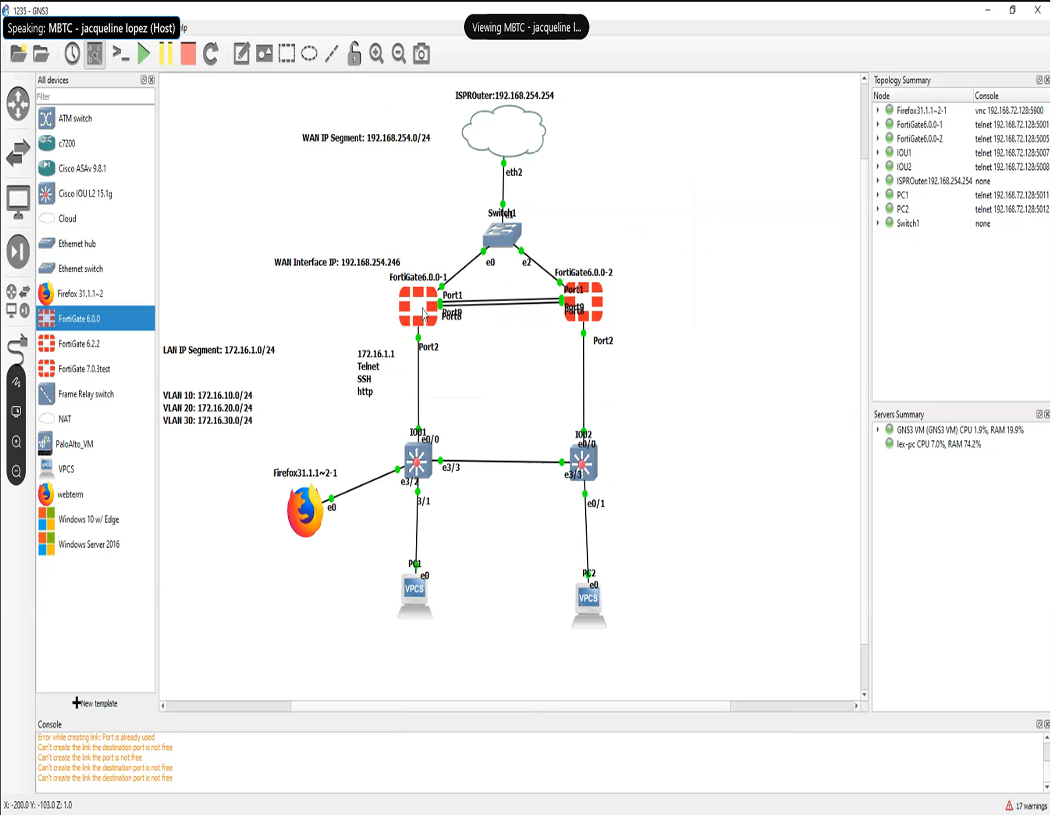 1235 - GNS3
Speaking: MBTC - jacqueline lopez (Host)
lp
Viewing MBTC - jacqueline l...
All devices
Filter
ATM switch
c7200
Cisco ASAv 9.8.1
Cisco IOU L2 15.1g
Cloud
Ethernet hub
Ethernet switch
Firefox 31.1.1~2
FortiGate 6.0.0
FortiGate 6.2.2
FortiGate 7.0.3test
Frame Relay switch
NAT
PaloAlto_VM
VPCS
webterm
Windows 10 w/ Edge
Windows Server 2016
New template
ISPROuter:192.168.254.254
WAN IP Segment: 192.168.254.0/24
eth2
Switch1
e0
e2
WAN Interface IP: 192.168.254.246
FortiGate6.0.0-1
FortiGate6.0.0-2
Port1
Port1
Port9
Port8
Port9
Port8
Port2
Port2
LAN IP Segment: 172.16.1.0/24
172.16.1.1
Telnet
SSH
http
VLAN 10: 172.16.10.0/24
VLAN 20: 172.16.20.0/24
VLAN 30: 172.16.30.0/24
IOU1
e0/0
IOU2
e0/0
e3/3
e3/3
Firefox31.1.1~2-1
e3/2
e0
3/1
e0/1
PC1
e0
VPCS
PC2
e0
VPCS
Topology Summary
Node Console
Firefox31.1.1~2-1 vnc 192.168.72.128:5900
FortiGate6.0.0-1 telnet 192.168.72.128:5001
FortiGate6.0.0-2 telnet 192.168.72.128:5005
IOU1 telnet 192.168.72.128:5007
IOU2 telnet 192.168.72.128:5008
ISPROuter:192.168.254.254 none
PC1 telnet 192.168.72.128:5011
PC2 telnet 192.168.72.128:5012
Switch1 none
Servers Summary
GNS3 VM (GNS3 VM) CPU 1.9%, RAM 19.9%
lex-pc CPU 7.0%, RAM 74.2%
Console
Error while creating link: Port is already used
Can't create the link the destination port is not free
Can't create the link the port is not free
Can't create the link the destination port is not free
Can't create the link the destination port is not free
X: -200.0 Y: -103.0 Z: 1.0
17 warnings